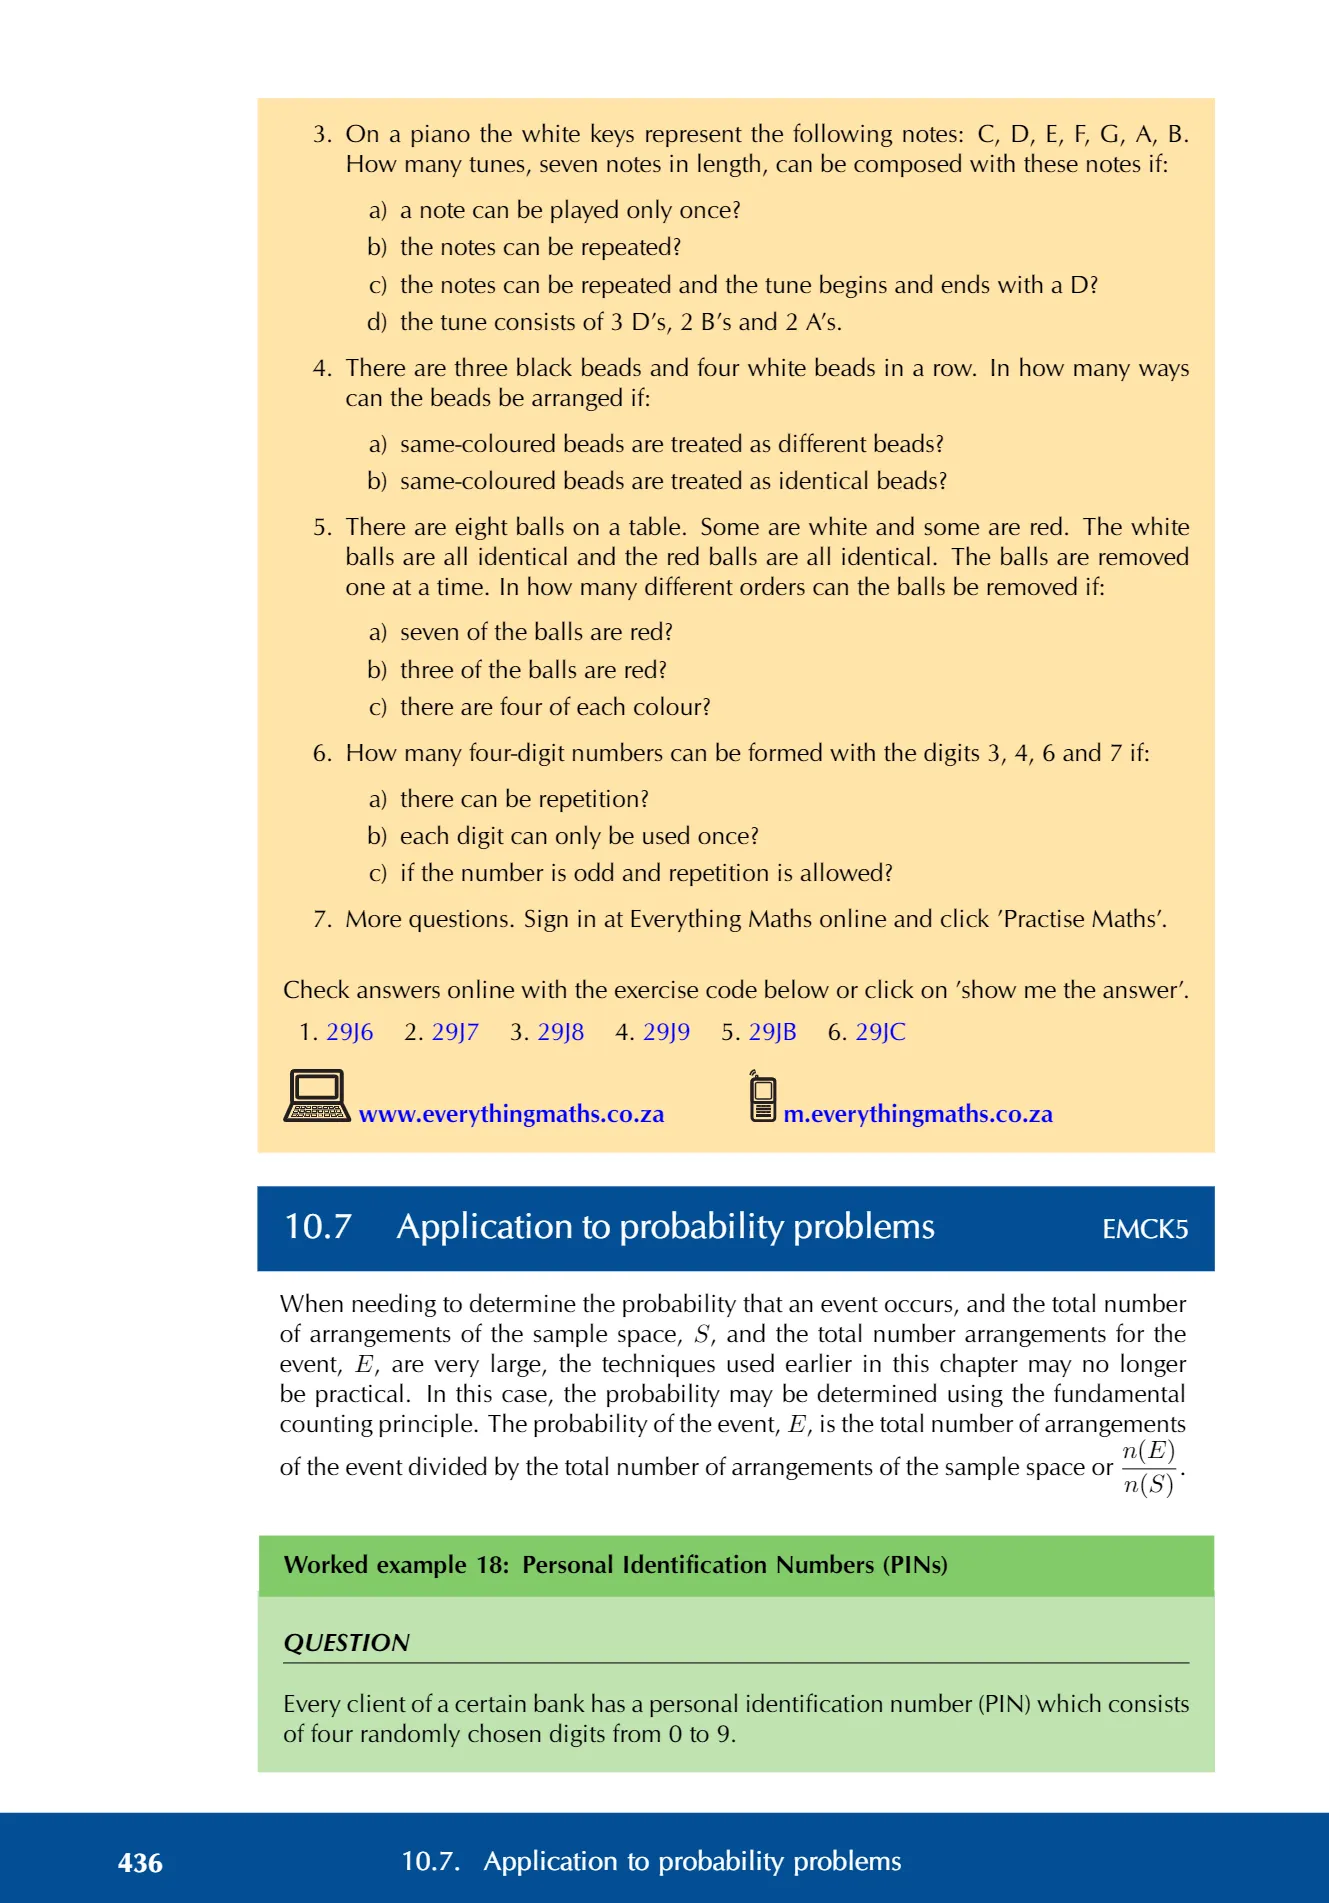 3. On a piano the white keys represent the following notes: C, D, E, F, G, A, B.
How many tunes, seven notes in length, can be composed with these notes if:
a) a note can be played only once?
b) the notes can be repeated?
c) the notes can be repeated and the tune begins and ends with a D?
d) the tune consists of 3 D’s, 2 B’s and 2 A’s.
4. There are three black beads and four white beads in a row. In how many ways
can the beads be arranged if:
a) same-coloured beads are treated as different beads?
b) same-coloured beads are treated as identical beads?
5. There are eight balls on a table. Some are white and some are red. The white
balls are all identical and the red balls are all identical. The balls are removed
one at a time. In how many different orders can the balls be removed if:
a) seven of the balls are red?
b) three of the balls are red?
c) there are four of each colour?
6. How many four-digit numbers can be formed with the digits 3, 4, 6 and 7 if:
a) there can be repetition?
b) each digit can only be used once?
c) if the number is odd and repetition is allowed?
7. More questions. Sign in at Everything Maths online and click ’Practise Maths’.
Check answers online with the exercise code below or click on ’show me the answer’.
1. 29J6 2. 29J7 3. 29J8 4. 29J9 5. 29JB 6. 29JC
www.everythingmaths.co.za m.everythingmaths.co.za
10.7 Application to probability problems EMCK5
When needing to determine the probability that an event occurs, and the total number
of arrangements of the sample space, S, and the total number arrangements for the
event, E, are very large, the techniques used earlier in this chapter may no longer
be practical. In this case, the probability may be determined using the fundamental
counting principle. The probability of the event, E, is the total number of arrangements
of the event divided by the total number of arrangements of the sample space or n(E)/n(S).
Worked example 18: Personal Identification Numbers (PINs)
QUESTION
Every client of a certain bank has a personal identification number (PIN) which consists
of four randomly chosen digits from 0 to 9.
436 10.7. Application to probability problems